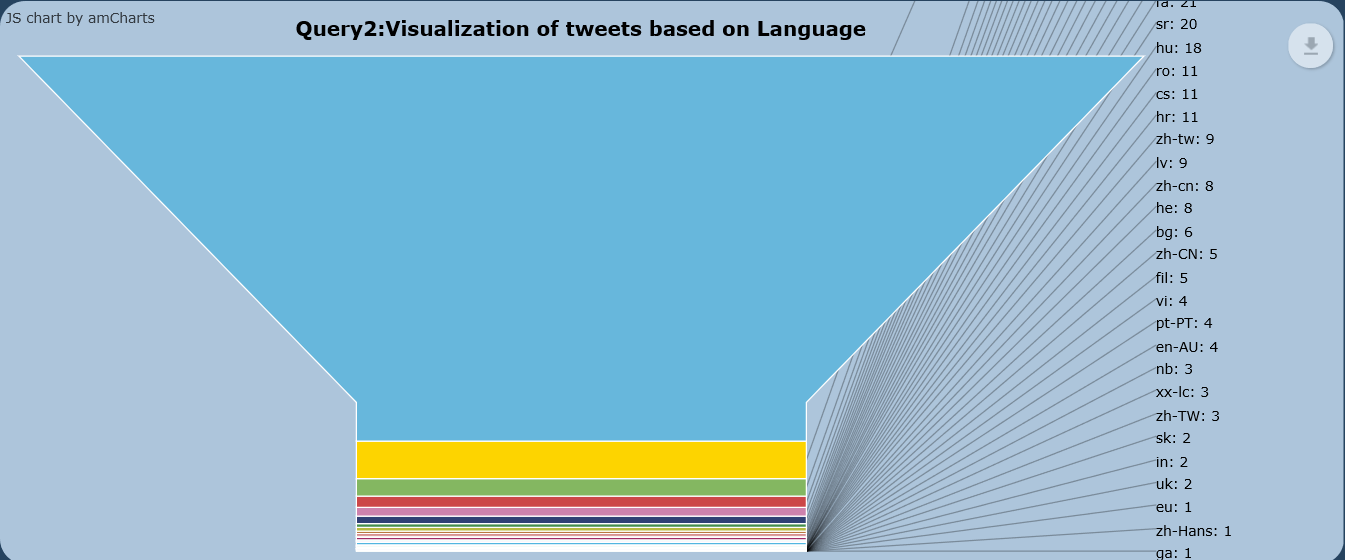 JS chart by amCharts
Query2:Visualization of tweets based on Language
fa: 21
sr: 20
hu: 18
ro: 11
cs: 11
hr: 11
zh-tw: 9
lv: 9
zh-cn: 8
he: 8
bg: 6
zh-CN: 5
fil: 5
vi: 4
pt-PT: 4
en-AU: 4
nb: 3
xx-lc: 3
zh-TW: 3
sk: 2
in: 2
uk: 2
eu: 1
zh-Hans: 1
ga: 1